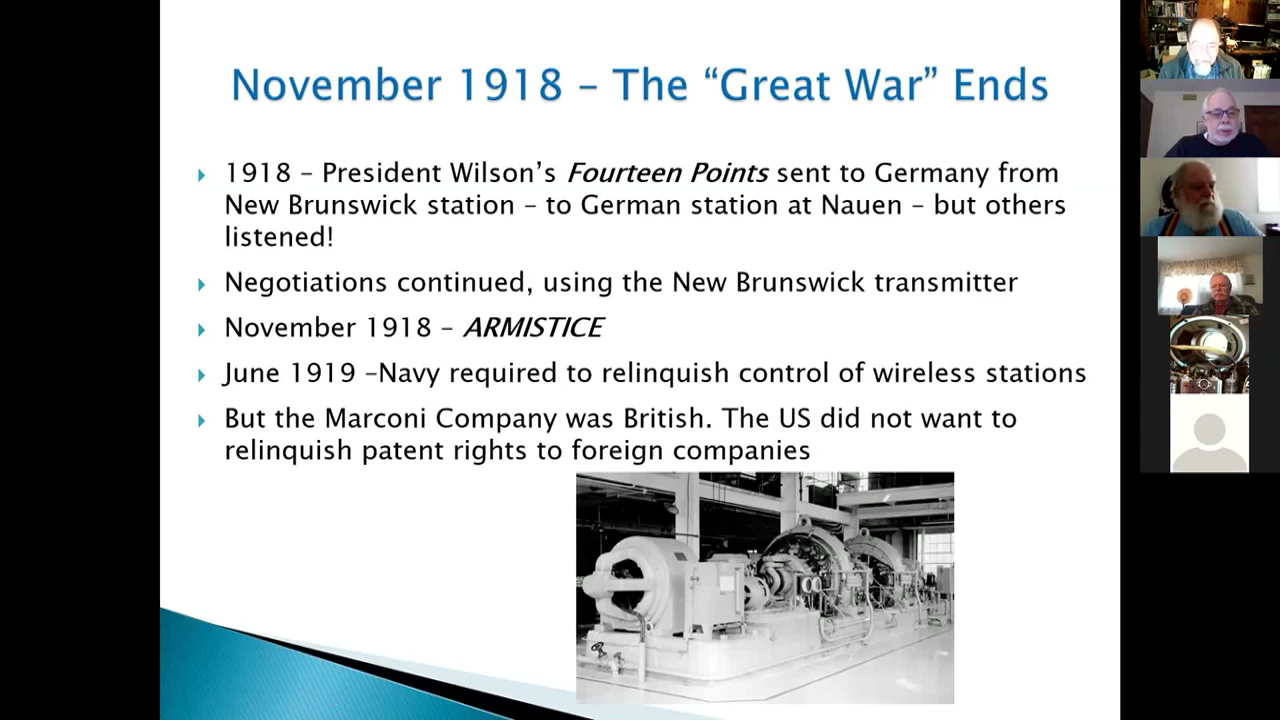 November 1918 – The “Great War” Ends
1918 – President Wilson’s Fourteen Points sent to Germany from
New Brunswick station – to German station at Nauen – but others
listened!
Negotiations continued, using the New Brunswick transmitter
November 1918 – ARMISTICE
June 1919 –Navy required to relinquish control of wireless stations
But the Marconi Company was British. The US did not want to
relinquish patent rights to foreign companies